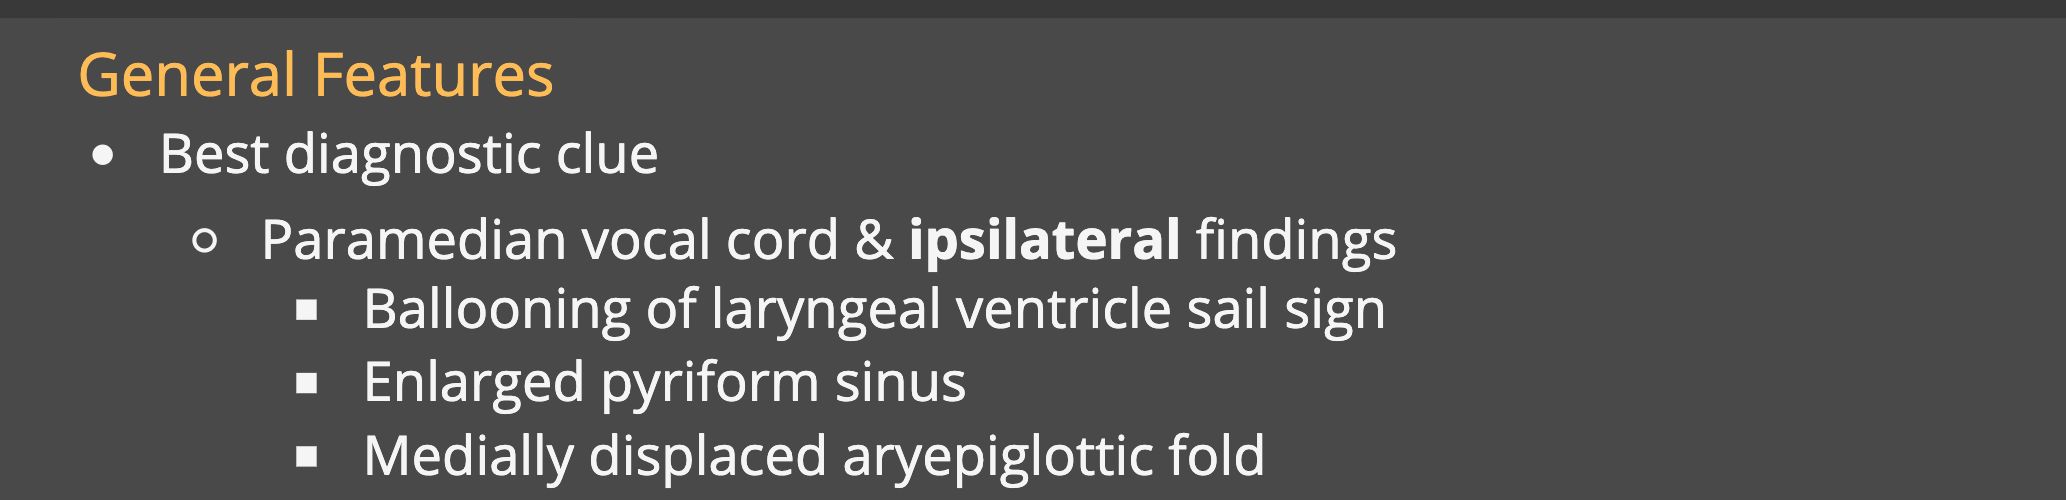 General Features
● Best diagnostic clue
○ Paramedian vocal cord & ipsilateral findings
■ Ballooning of laryngeal ventricle sail sign
■ Enlarged pyriform sinus
■ Medially displaced aryepiglottic fold